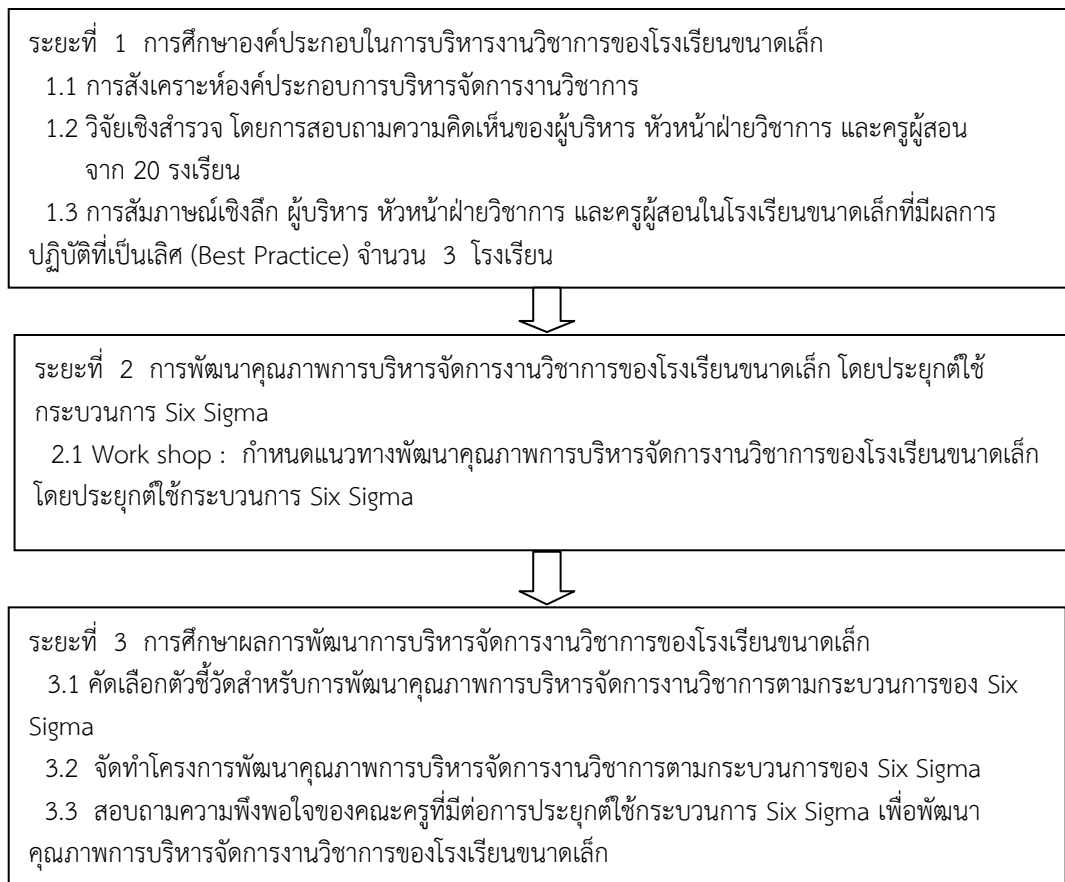 ระยะที่ 1 การศึกษาองค์ประกอบในการบริหารงานวิชาการของโรงเรียนขนาดเล็ก
1.1 การสังเคราะห์องค์ประกอบการบริหารจัดการงานวิชาการ
1.2 วิจัยเชิงสำรวจ โดยการสอบถามความคิดเห็นของผู้บริหาร หัวหน้าฝ่ายวิชาการ และครูผู้สอน
จาก 20 รงเรียน
1.3 การสัมภาษณ์เชิงลึก ผู้บริหาร หัวหน้าฝ่ายวิชาการ และครูผู้สอนในโรงเรียนขนาดเล็กที่มีผลการ
ปฏิบัติที่เป็นเลิศ (Best Practice) จำนวน 3 โรงเรียน
ระยะที่ 2 การพัฒนาคุณภาพการบริหารจัดการงานวิชาการของโรงเรียนขนาดเล็ก โดยประยุกต์ใช้
กระบวนการ Six Sigma
2.1 Work shop : กำหนดแนวทางพัฒนาคุณภาพการบริหารจัดการงานวิชาการของโรงเรียนขนาดเล็ก
โดยประยุกต์ใช้กระบวนการ Six Sigma
ระยะที่ 3 การศึกษาผลการพัฒนาการบริหารจัดการงานวิชาการของโรงเรียนขนาดเล็ก
3.1 คัดเลือกตัวชี้วัดสำหรับการพัฒนาคุณภาพการบริหารจัดการงานวิชาการตามกระบวนการของ Six
Sigma
3.2 จัดทำโครงการพัฒนาคุณภาพการบริหารจัดการงานวิชาการตามกระบวนการของ Six Sigma
3.3 สอบถามความพึงพอใจของคณะครูที่มีต่อการประยุกต์ใช้กระบวนการ Six Sigma เพื่อพัฒนา
คุณภาพการบริหารจัดการงานวิชาการของโรงเรียนขนาดเล็ก